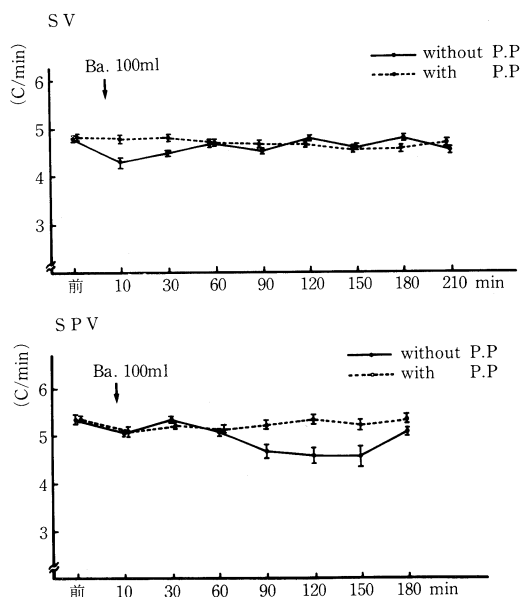 SV
(C/min)
Ba. 100ml
without P.P
with P.P
6
5
4
3
前 10 30 60 90 120 150 180 210 min
SPV
(C/min)
Ba. 100ml
without P.P
with P.P
6
5
4
3
前 10 30 60 90 120 150 180 min